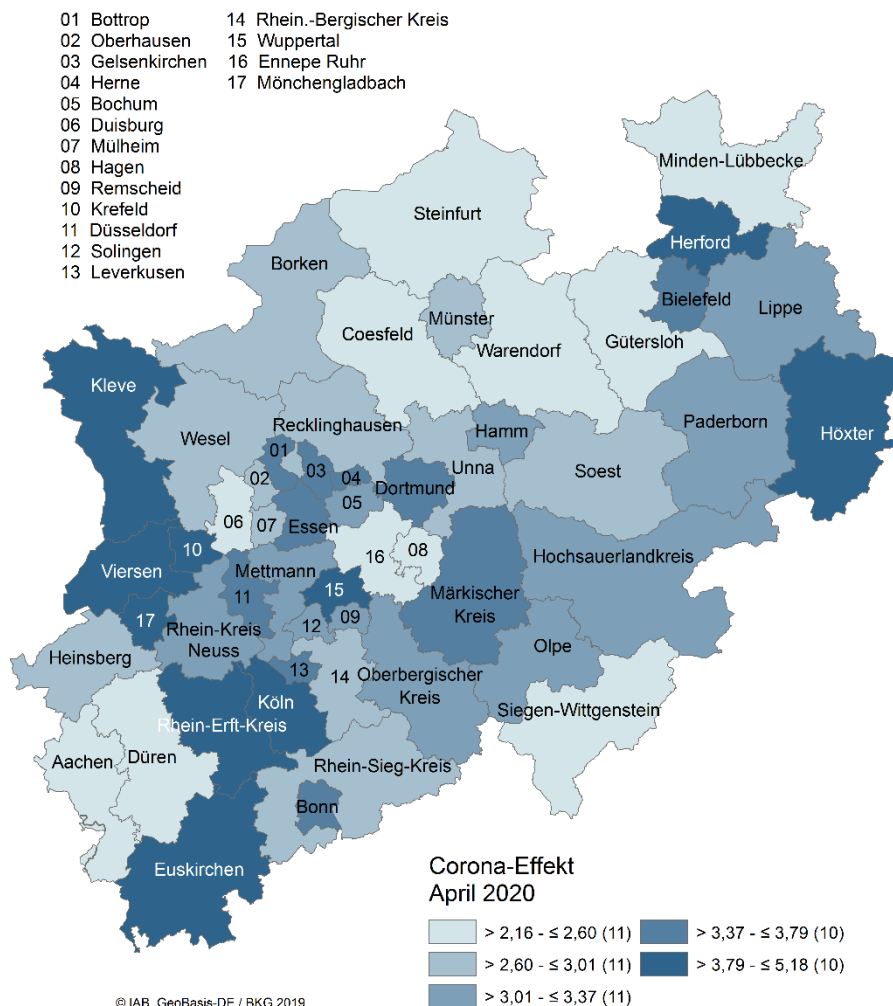 01 Bottrop
02 Oberhausen
03 Gelsenkirchen
04 Herne
05 Bochum
06 Duisburg
07 Mülheim
08 Hagen
09 Remscheid
10 Krefeld
11 Düsseldorf
12 Solingen
13 Leverkusen
14 Rhein.-Bergischer Kreis
15 Wuppertal
16 Ennepe Ruhr
17 Mönchengladbach
Minden-Lübbecke
Steinfurt
Herford
Borken
Bielefeld
Lippe
Münster
Coesfeld
Warendorf
Gütersloh
Kleve
Recklinghausen
Paderborn
Höxter
Wesel
Hamm
01
Unna
Soest
02
03
04
Dortmund
05
06
07
Essen
08
16
10
Hochsauerlandkreis
Viersen
Mettmann
15
11
Märkischer
Kreis
17
09
12
Rhein-Kreis
Neuss
Olpe
Heinsberg
13
14
Oberbergischer
Kreis
Köln
Siegen-Wittgenstein
Rhein-Erft-Kreis
Düren
Aachen
Rhein-Sieg-Kreis
Bonn
Euskirchen
Corona-Effekt
April 2020
> 2,16 - ≤ 2,60 (11)
> 2,60 - ≤ 3,01 (11)
> 3,01 - ≤ 3,37 (11)
> 3,37 - ≤ 3,79 (10)
> 3,79 - ≤ 5,18 (10)
© IAB, GeoBasis-DE / BKG 2019